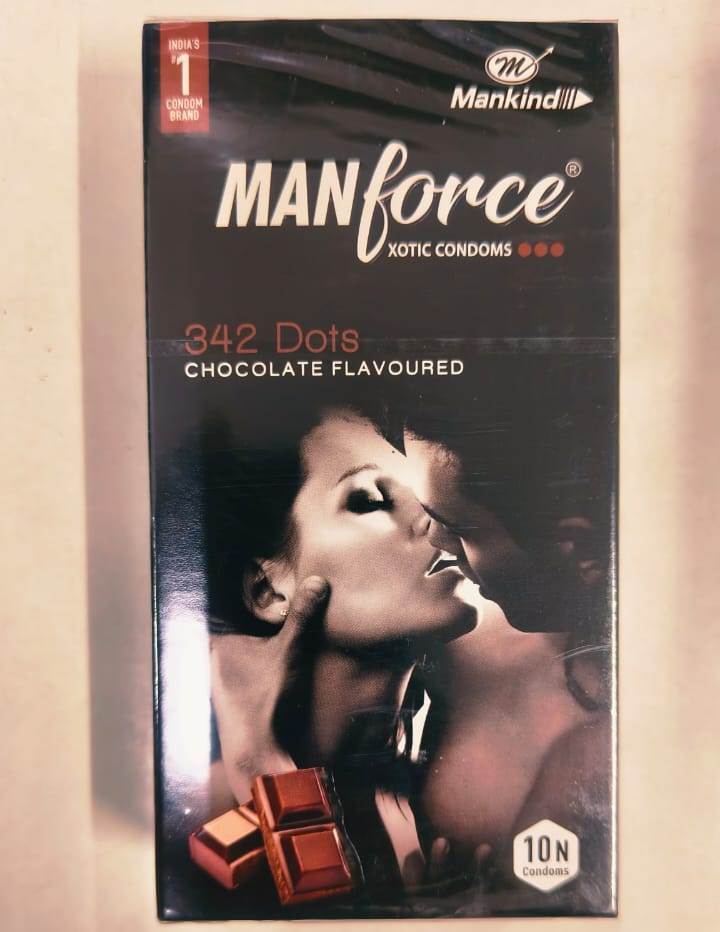 INDIA'S
#1
CONDOM
BRAND
m
Mankind
MANforce®
XOTIC CONDOMS
342 Dots
CHOCOLATE FLAVOURED
10N
Condoms